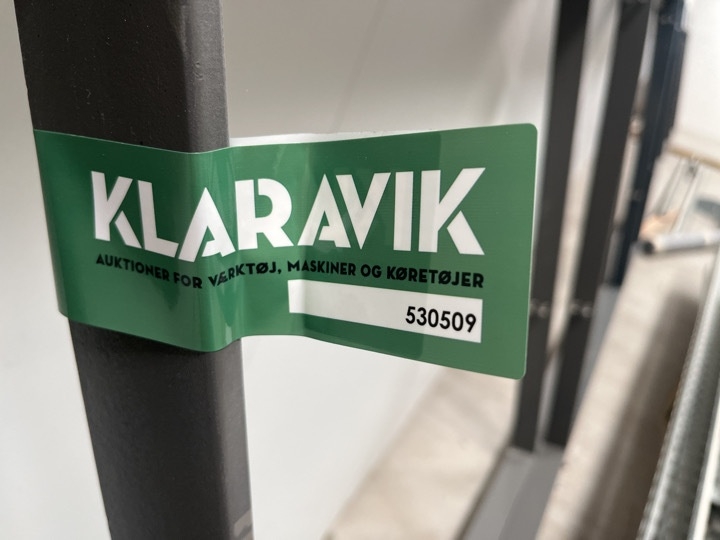 KLARAVIK
AUKTIONER FOR VÆRKTØJ, MASKINER OG KØRETØJER
530509